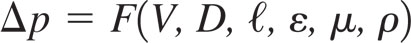 Δp = F(V, D, ℓ, ε, μ, ρ)